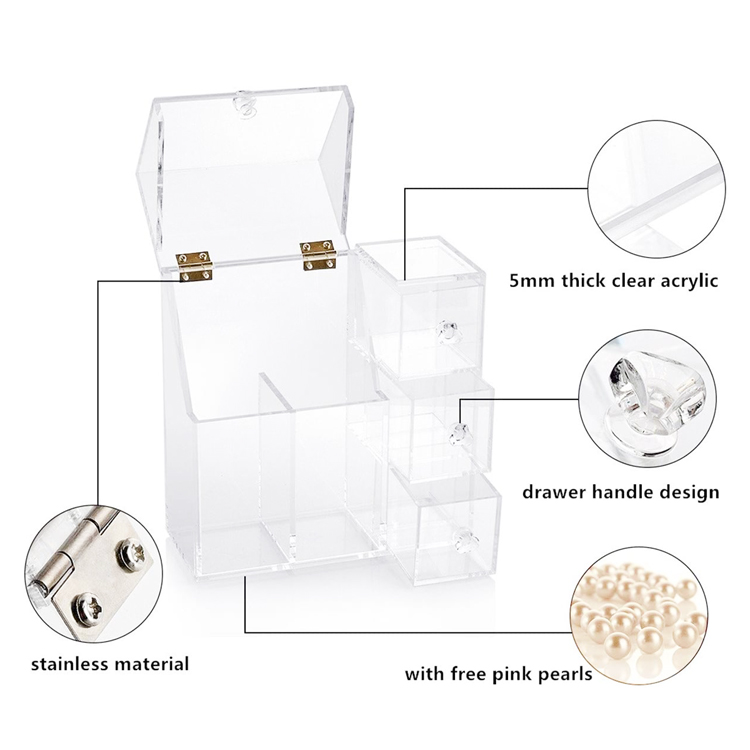 5mm thick clear acrylic
drawer handle design
stainless material
with free pink pearls